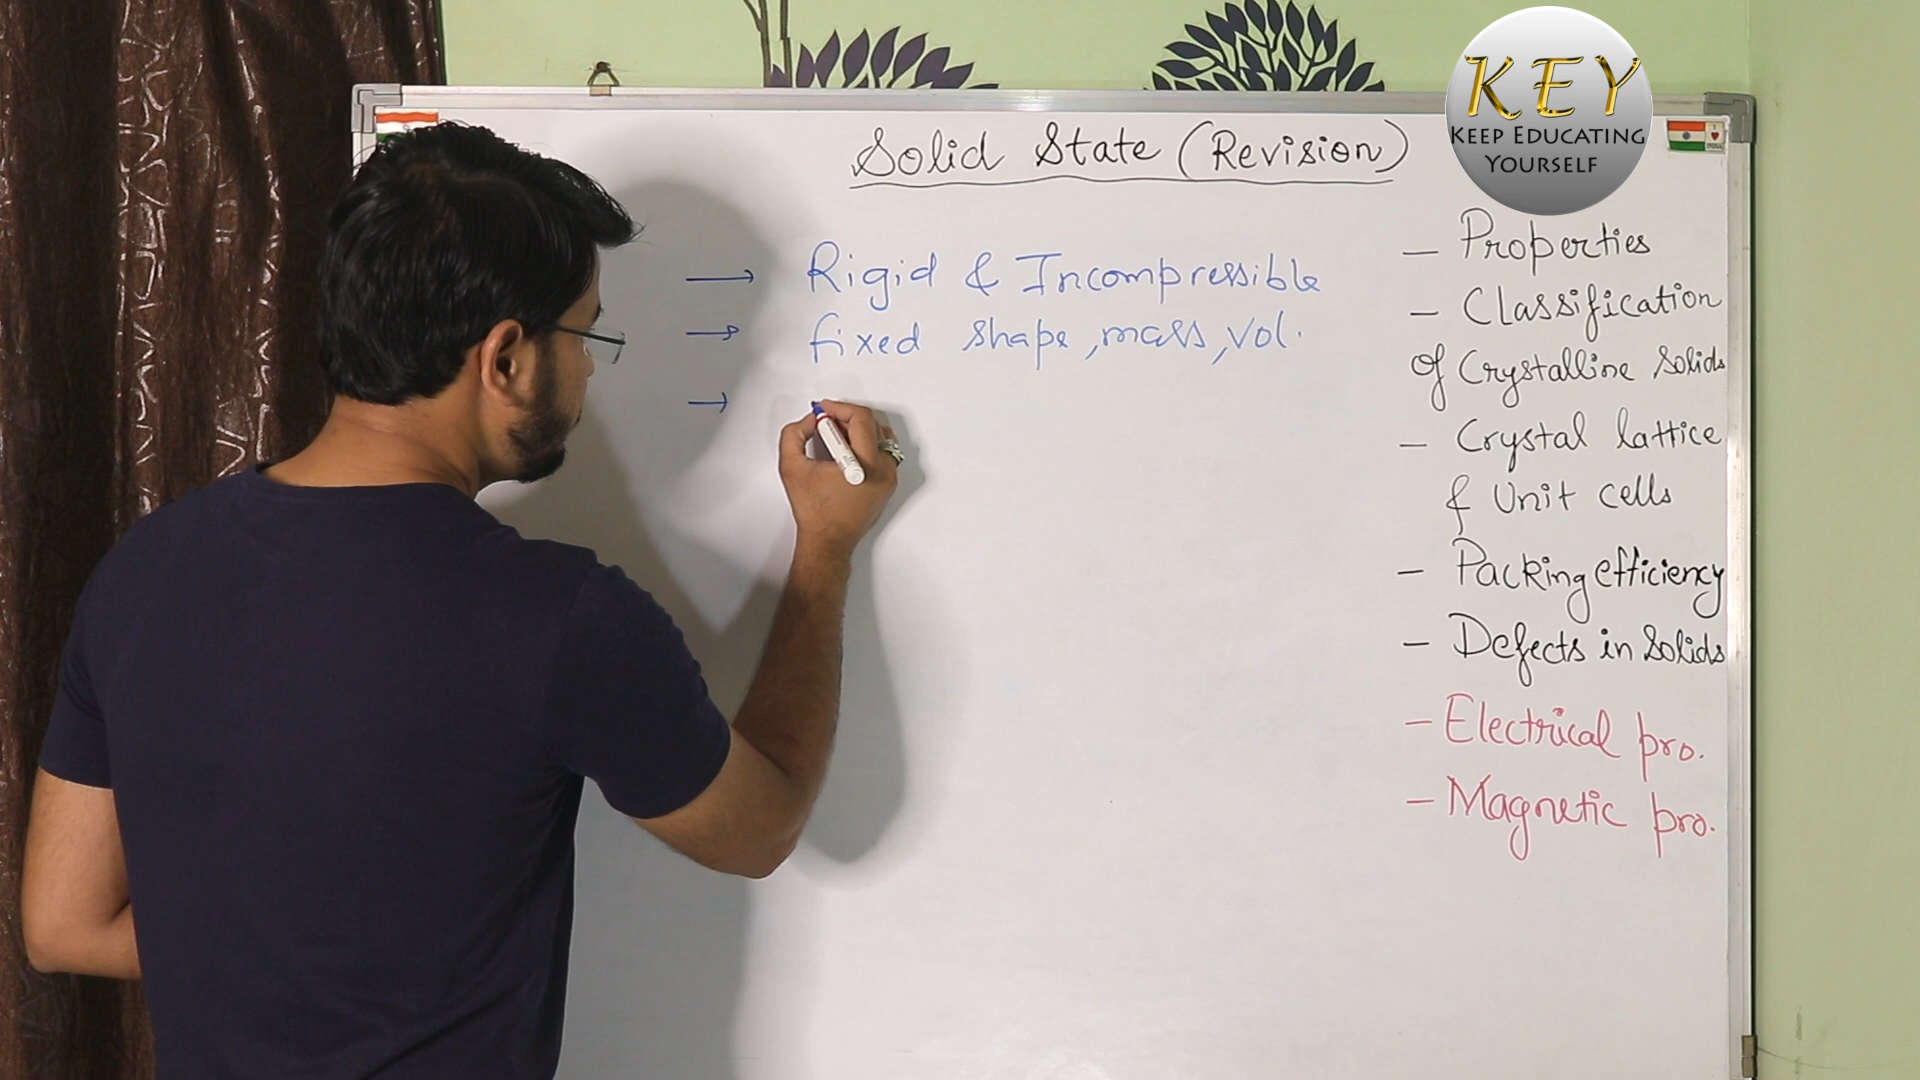 KEY
KEEP EDUCATING
YOURSELF
Solid State (Revision)
→ Rigid & Incompressible
→ fixed shape, mass, vol.
→
- Properties
- Classification
of Crystalline Solids
- Crystal lattice
& Unit cells
- Packing efficiency
- Defects in Solids
- Electrical pro.
- Magnetic pro.